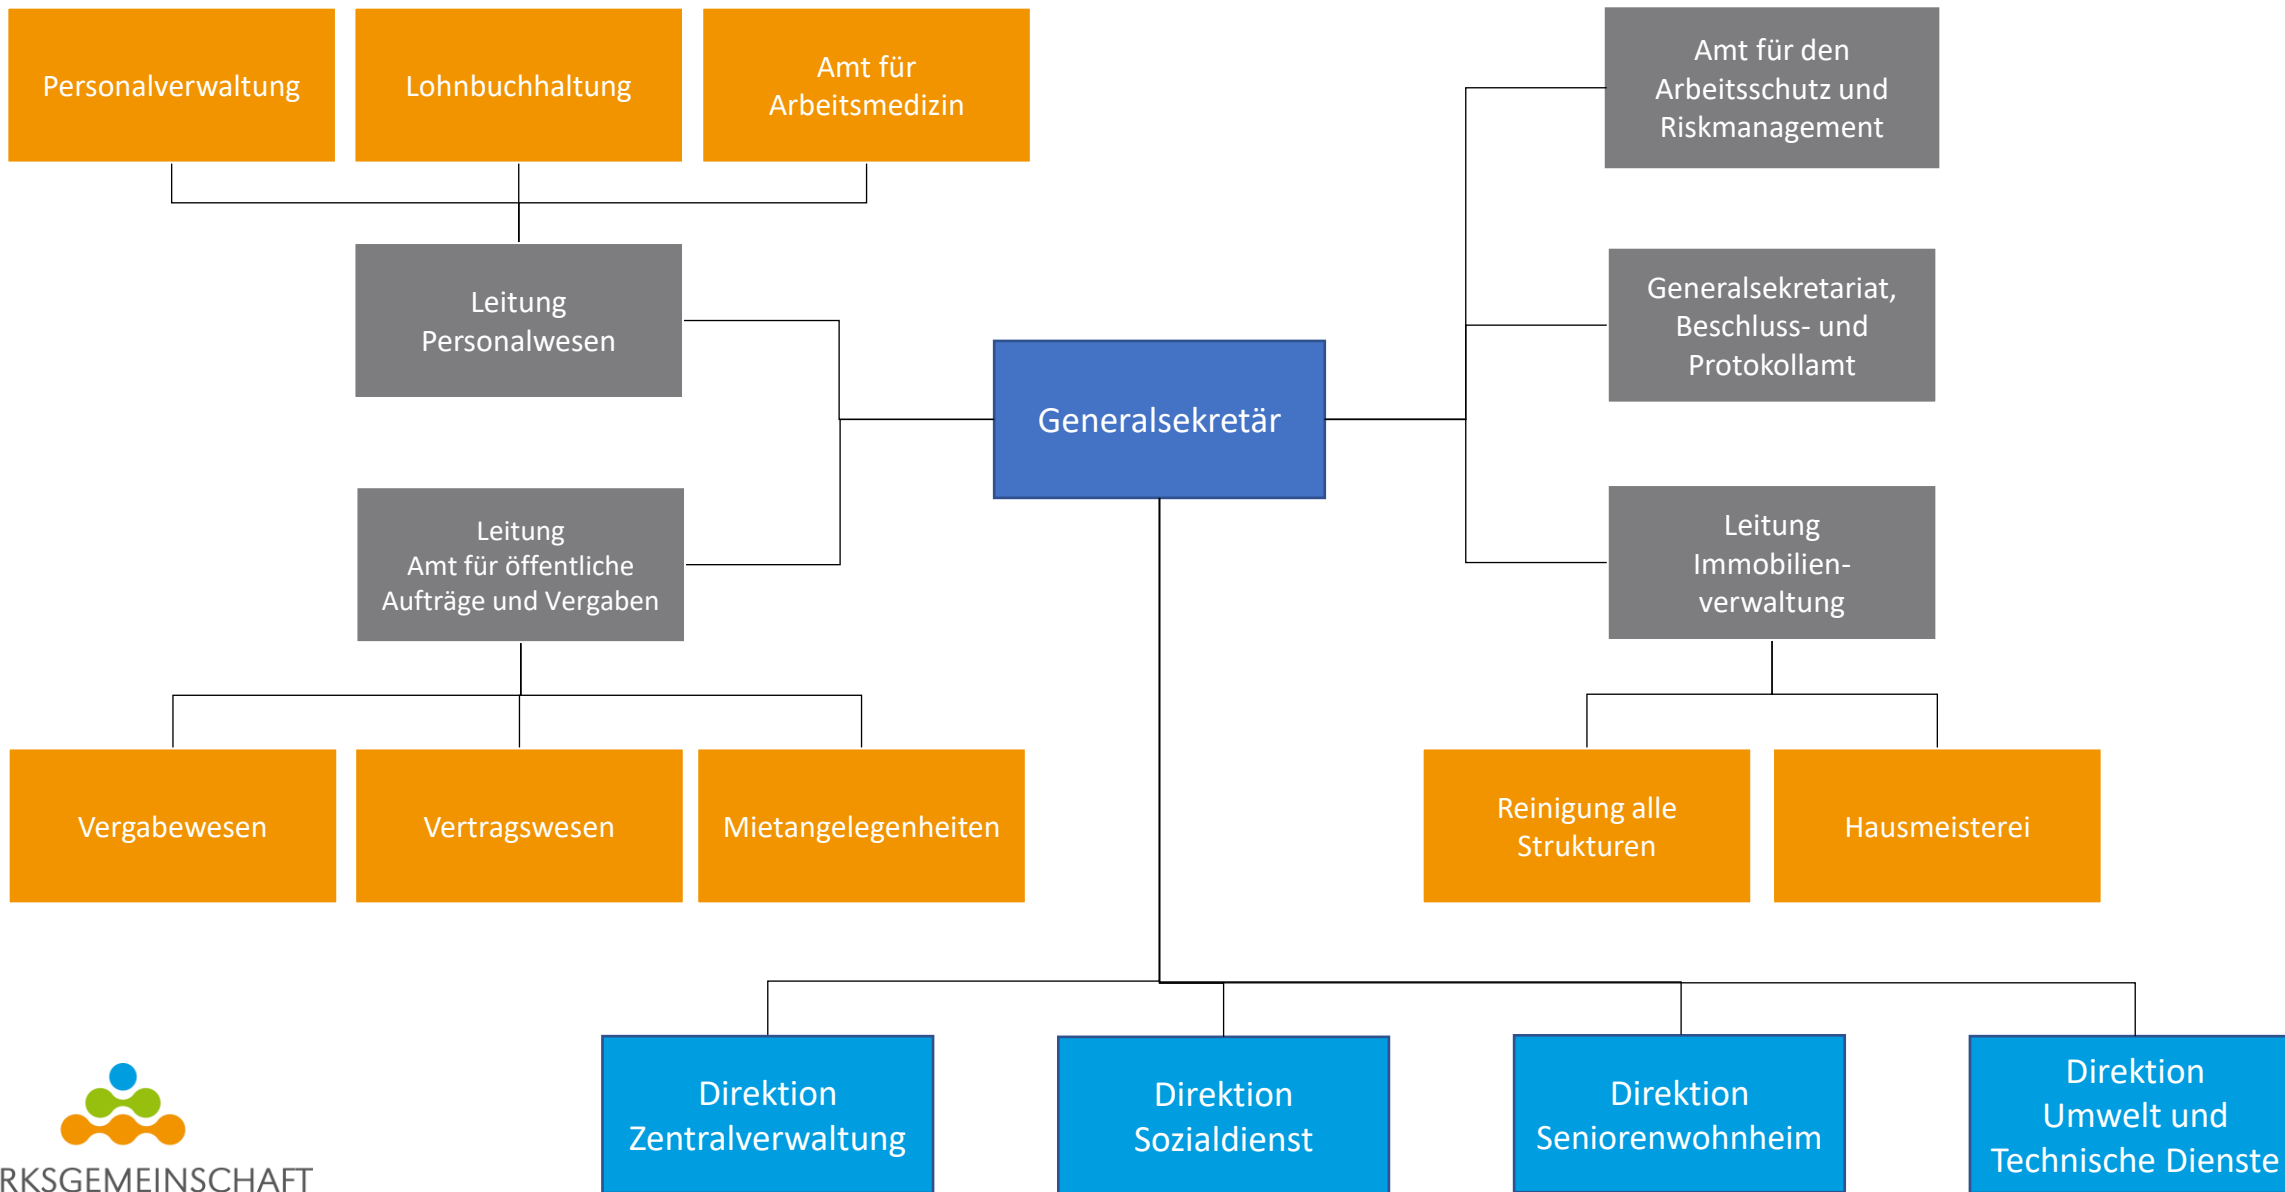 Personalverwaltung
Lohnbuchhaltung
Amt für
Arbeitsmedizin
Amt für den
Arbeitsschutz und
Riskmanagement
Leitung
Personalwesen
Generalsekretariat,
Beschluss- und
Protokollamt
Generalsekretär
Leitung
Amt für öffentliche
Aufträge und Vergaben
Leitung
Immobilien-
verwaltung
Vergabewesen
Vertragswesen
Mietangelegenheiten
Reinigung alle
Strukturen
Hausmeisterei
Direktion
Zentralverwaltung
Direktion
Sozialdienst
Direktion
Seniorenwohnheim
Direktion
Umwelt und
Technische Dienste
RKSGEMEINSCHAFT